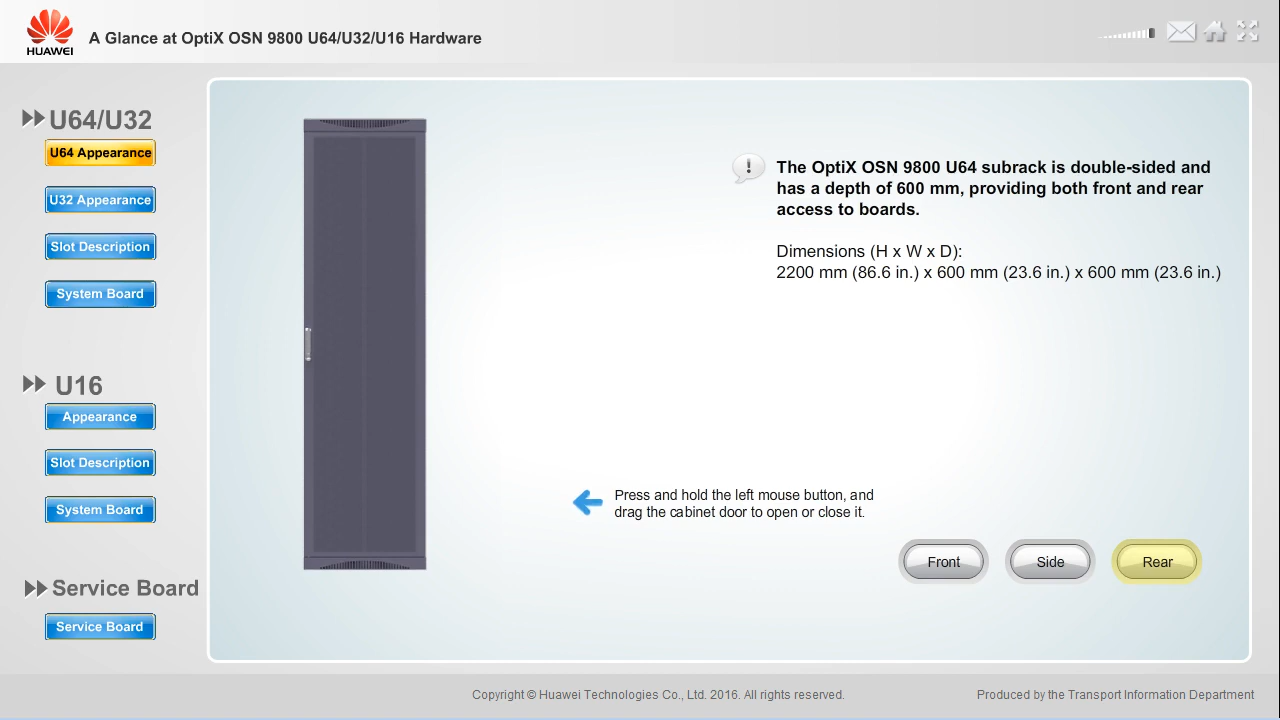 HUAWEI
A Glance at OptiX OSN 9800 U64/U32/U16 Hardware
U64/U32
U64 Appearance
U32 Appearance
Slot Description
System Board
U16
Appearance
Slot Description
System Board
Service Board
Service Board
The OptiX OSN 9800 U64 subrack is double-sided and
has a depth of 600 mm, providing both front and rear
access to boards.
Dimensions (H x W x D):
2200 mm (86.6 in.) x 600 mm (23.6 in.) x 600 mm (23.6 in.)
Press and hold the left mouse button, and
drag the cabinet door to open or close it.
Front
Side
Rear
Copyright © Huawei Technologies Co., Ltd. 2016. All rights reserved.
Produced by the Transport Information Department